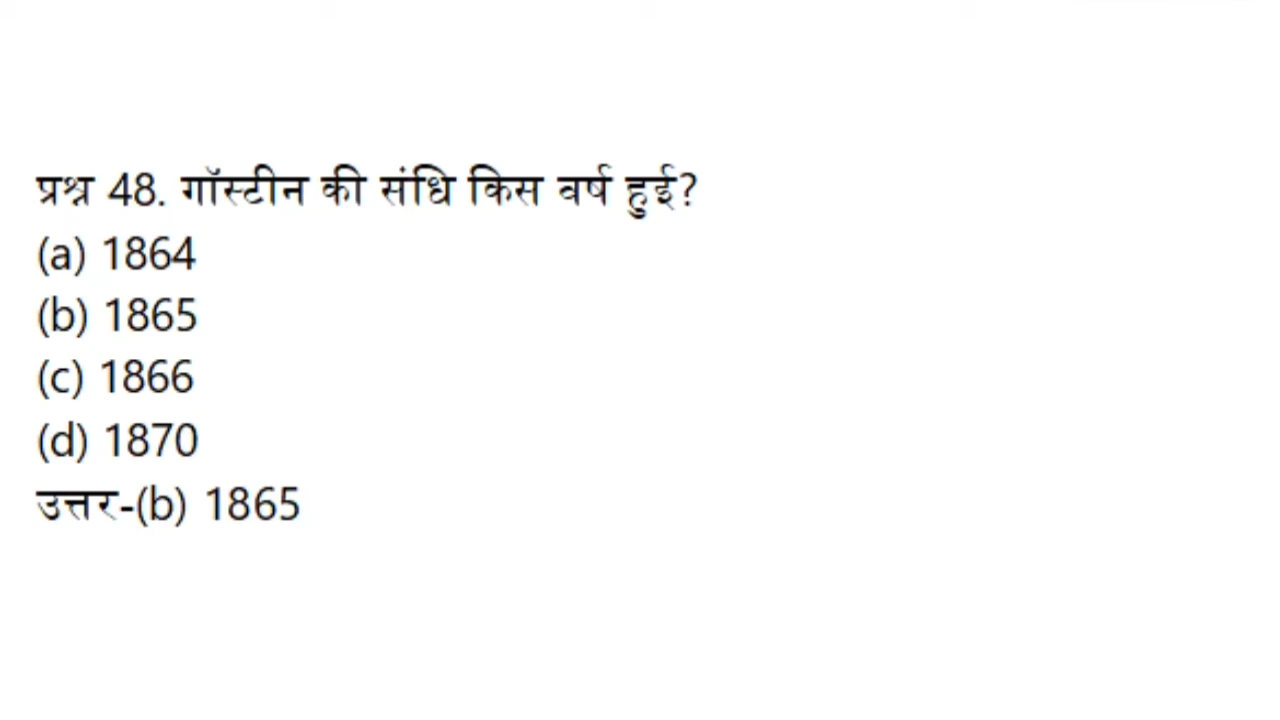 प्रश्न 48. गॉस्टीन की संधि किस वर्ष हुई?
(a) 1864
(b) 1865
(c) 1866
(d) 1870
उत्तर-(b) 1865